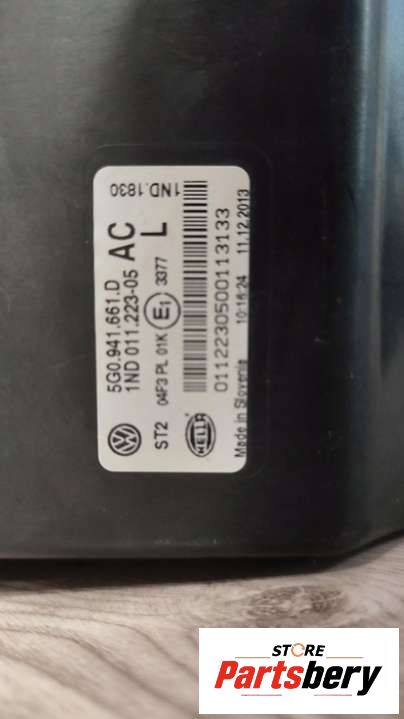 5G0.941.661.D
1ND 011.223-05
AC
L
ST2
04F3 PL 01K
E1
3377
HELLA
0112230500113133
Made in Slovenia
10:16:24
11.12.2013
1ND.1830
STORE
Partsbery